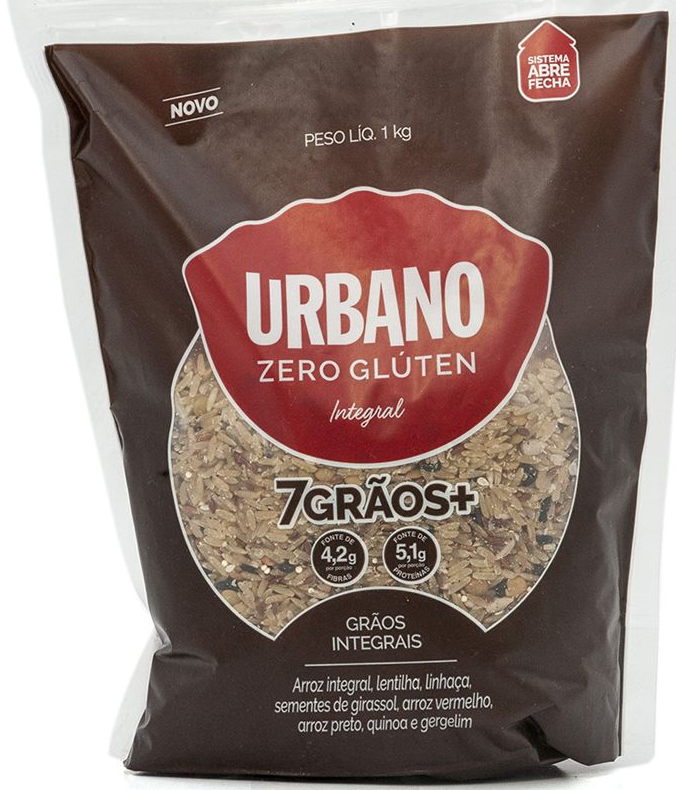 SISTEMA
ABRE
FECHA
NOVO
PESO LÍQ. 1 kg
URBANO
ZERO GLÚTEN
Integral
7GRÃOS+
FONTE DE
4,2g
por porção
FIBRAS
FONTE DE
5,1g
por porção
PROTEÍNAS
GRÃOS
INTEGRAIS
Arroz integral, lentilha, linhaça,
sementes de girassol, arroz vermelho,
arroz preto, quinoa e gergelim